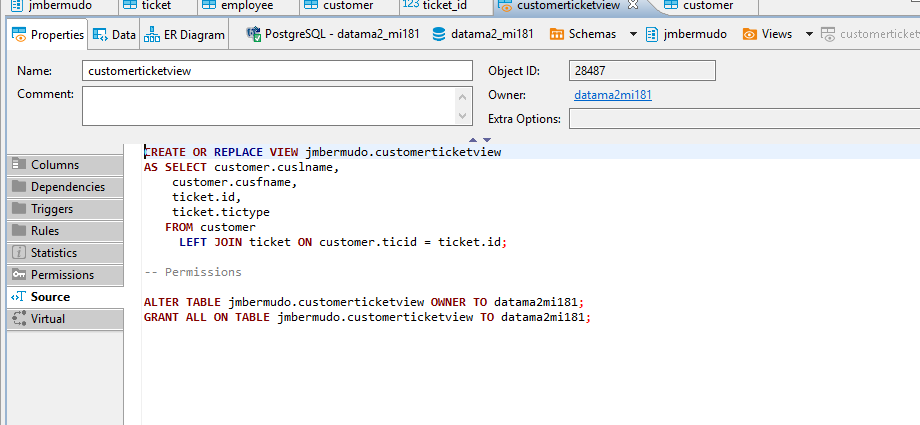 jmbermudo ticket employee customer 123 ticket_id customerticketview customer
Properties Data ER Diagram PostgreSQL - datama2_mi181 datama2_mi181 Schemas jmbermudo Views customerticket
Name: customerticketview Object ID: 28487
Comment: Owner: datama2mi181
Extra Options:
Columns
Dependencies
Triggers
Rules
Statistics
Permissions
Source
Virtual
CREATE OR REPLACE VIEW jmbermudo.customerticketview
AS SELECT customer.cuslname,
customer.cusfname,
ticket.id,
ticket.tictype
FROM customer
LEFT JOIN ticket ON customer.ticid = ticket.id;
-- Permissions
ALTER TABLE jmbermudo.customerticketview OWNER TO datama2mi181;
GRANT ALL ON TABLE jmbermudo.customerticketview TO datama2mi181;